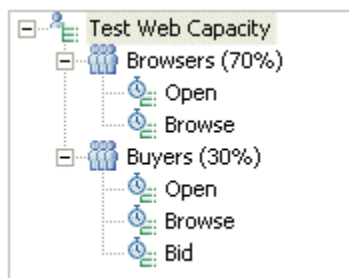 Test Web Capacity
Browsers (70%)
Open
Browse
Buyers (30%)
Open
Browse
Bid